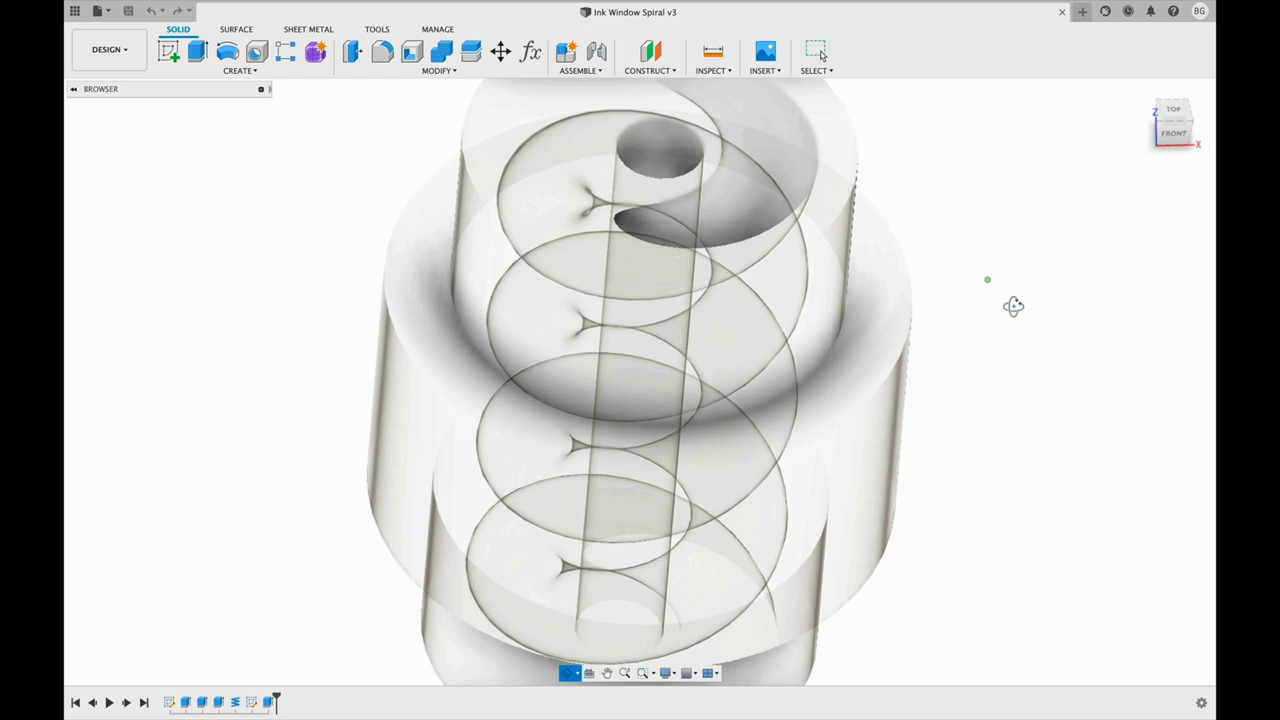 Ink Window Spiral v3
BG
SOLID SURFACE SHEET METAL TOOLS MANAGE
DESIGN
fx
CREATE MODIFY ASSEMBLE CONSTRUCT INSPECT INSERT SELECT
BROWSER
TOP
Z
FRONT
X